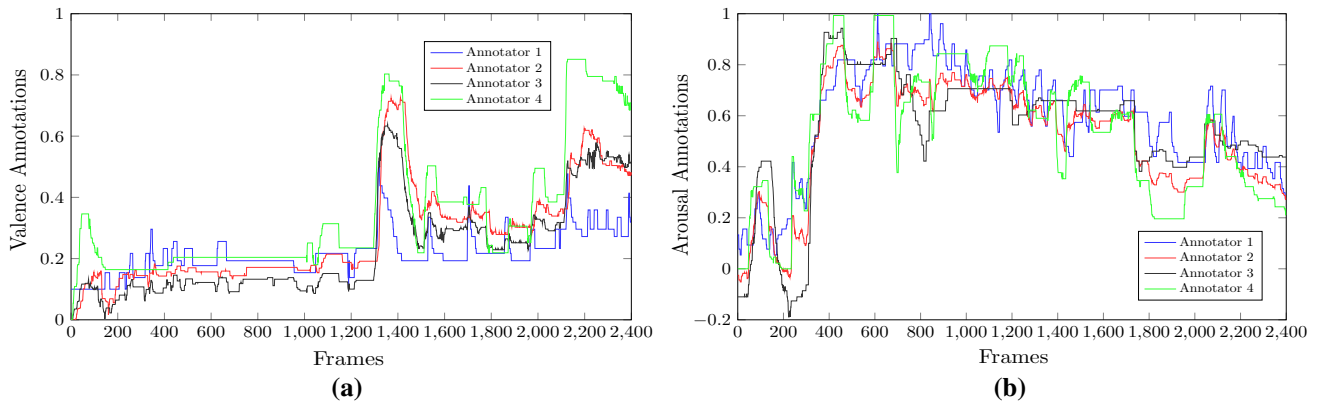 1
0.8
0.6
0.4
0.2
0
Valence Annotations
0 200 400 600 800 1,000 1,200 1,400 1,600 1,800 2,000 2,200 2,400
Frames
Annotator 1
Annotator 2
Annotator 3
Annotator 4
(a)
1
0.8
0.6
0.4
0.2
0
−0.2
Arousal Annotations
0 200 400 600 800 1,000 1,200 1,400 1,600 1,800 2,000 2,200 2,400
Frames
Annotator 1
Annotator 2
Annotator 3
Annotator 4
(b)